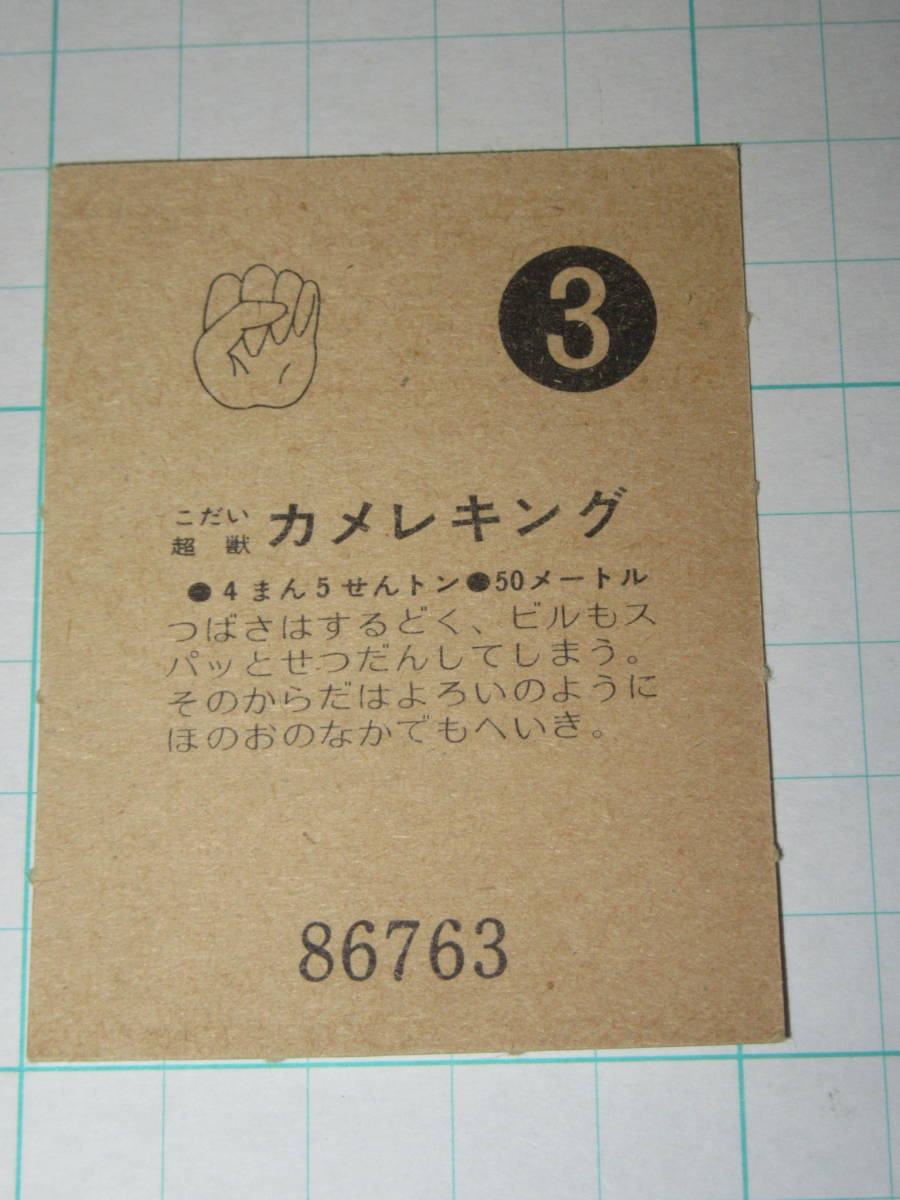 3
こだい
超獣 カメレキング
●4まん5せんトン●50メートル
つばさはするどく、ビルもス
パッとせつだんしてしまう。
そのからだはよろいのように
ほのおのなかでもへいき。
86763